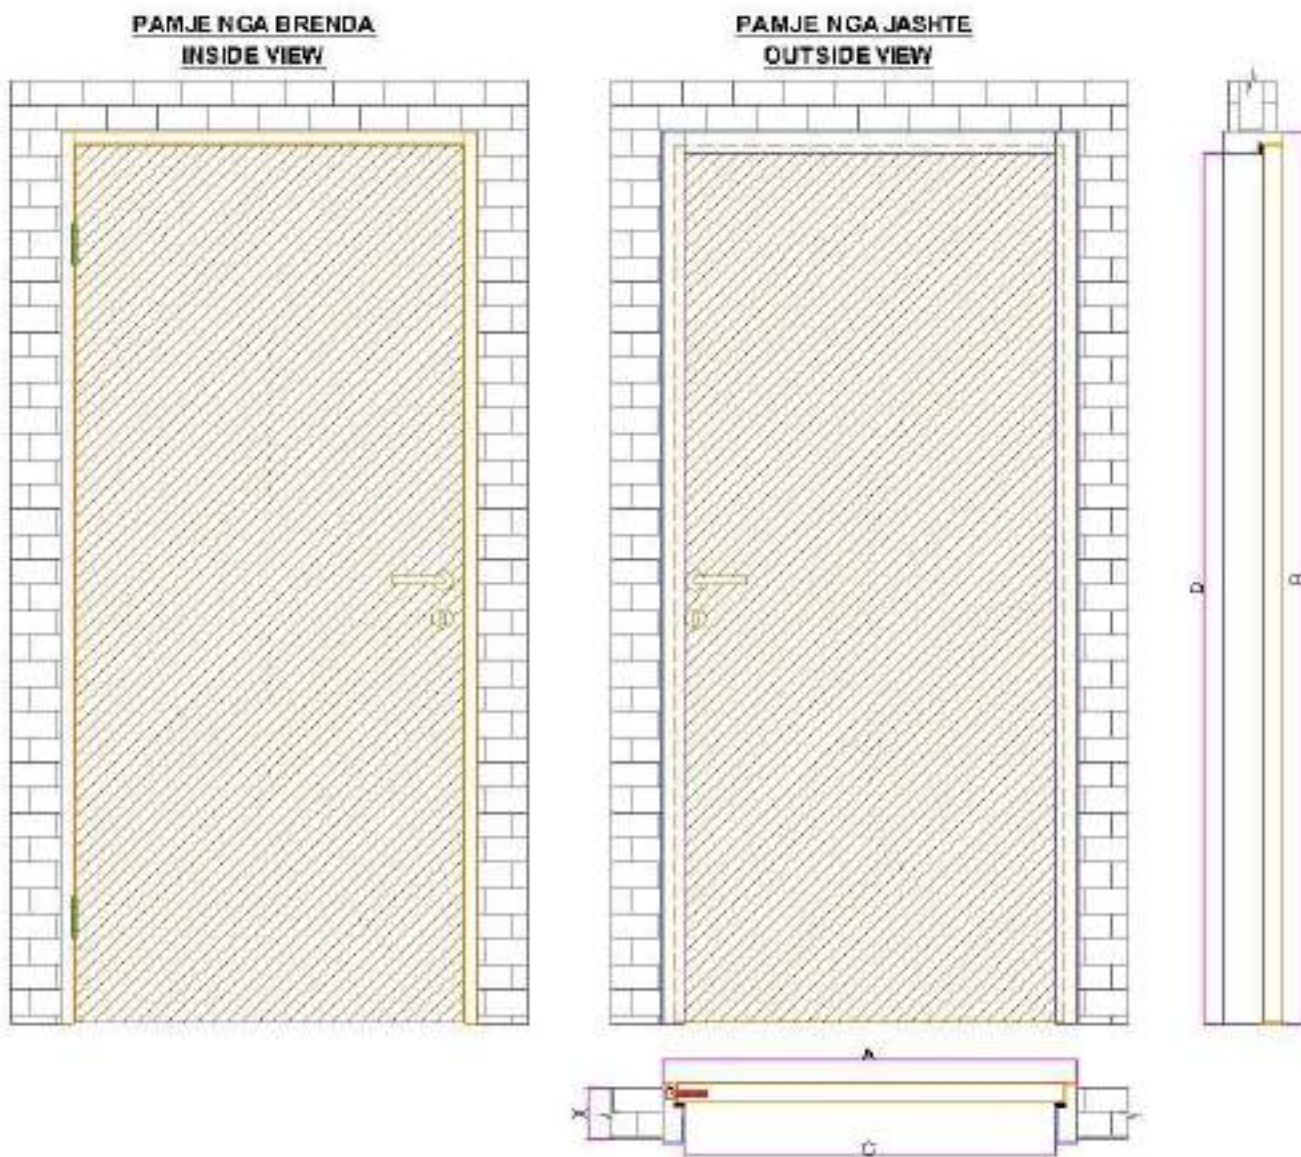 PAMJE NGA BRENDA
INSIDE VIEW
PAMJE NGA JASHTE
OUTSIDE VIEW
D
B
A
X
C